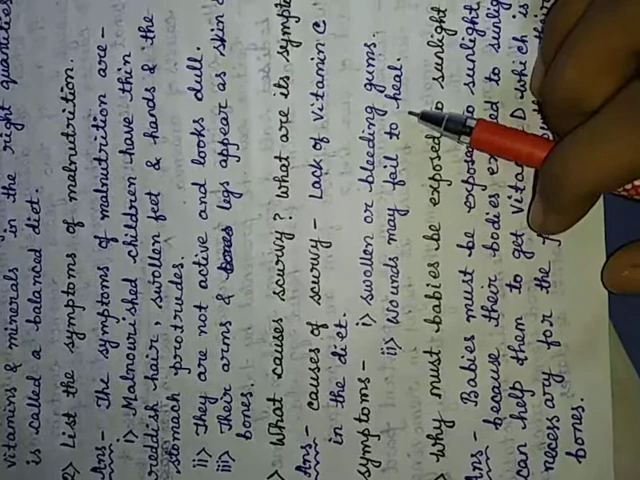 vitamins & minerals in the right quantities
is called a balanced diet.
2) List the symptoms of malnutrition.
Ans- The symptoms of malnutrition are -
i) Malnourished children have thin
reddish hair, swollen feet & hands & the
stomach protrudes.
ii) They are not active and looks dull.
iii) Their arms & legs appear as skin &
bones.
) What causes scurvy? What are its sympto
Ans- causes of scurvy - Lack of vitamin C
in the diet.
symptoms - i) swollen or bleeding gums.
ii) Wounds may fail to heal.
) Why must babies be exposed to sunlight
Ans- Babies must be exposed to sunlight,
because their bodies exposed to sunlig
can help them to get Vitamin D which is
necessary for the
bones.